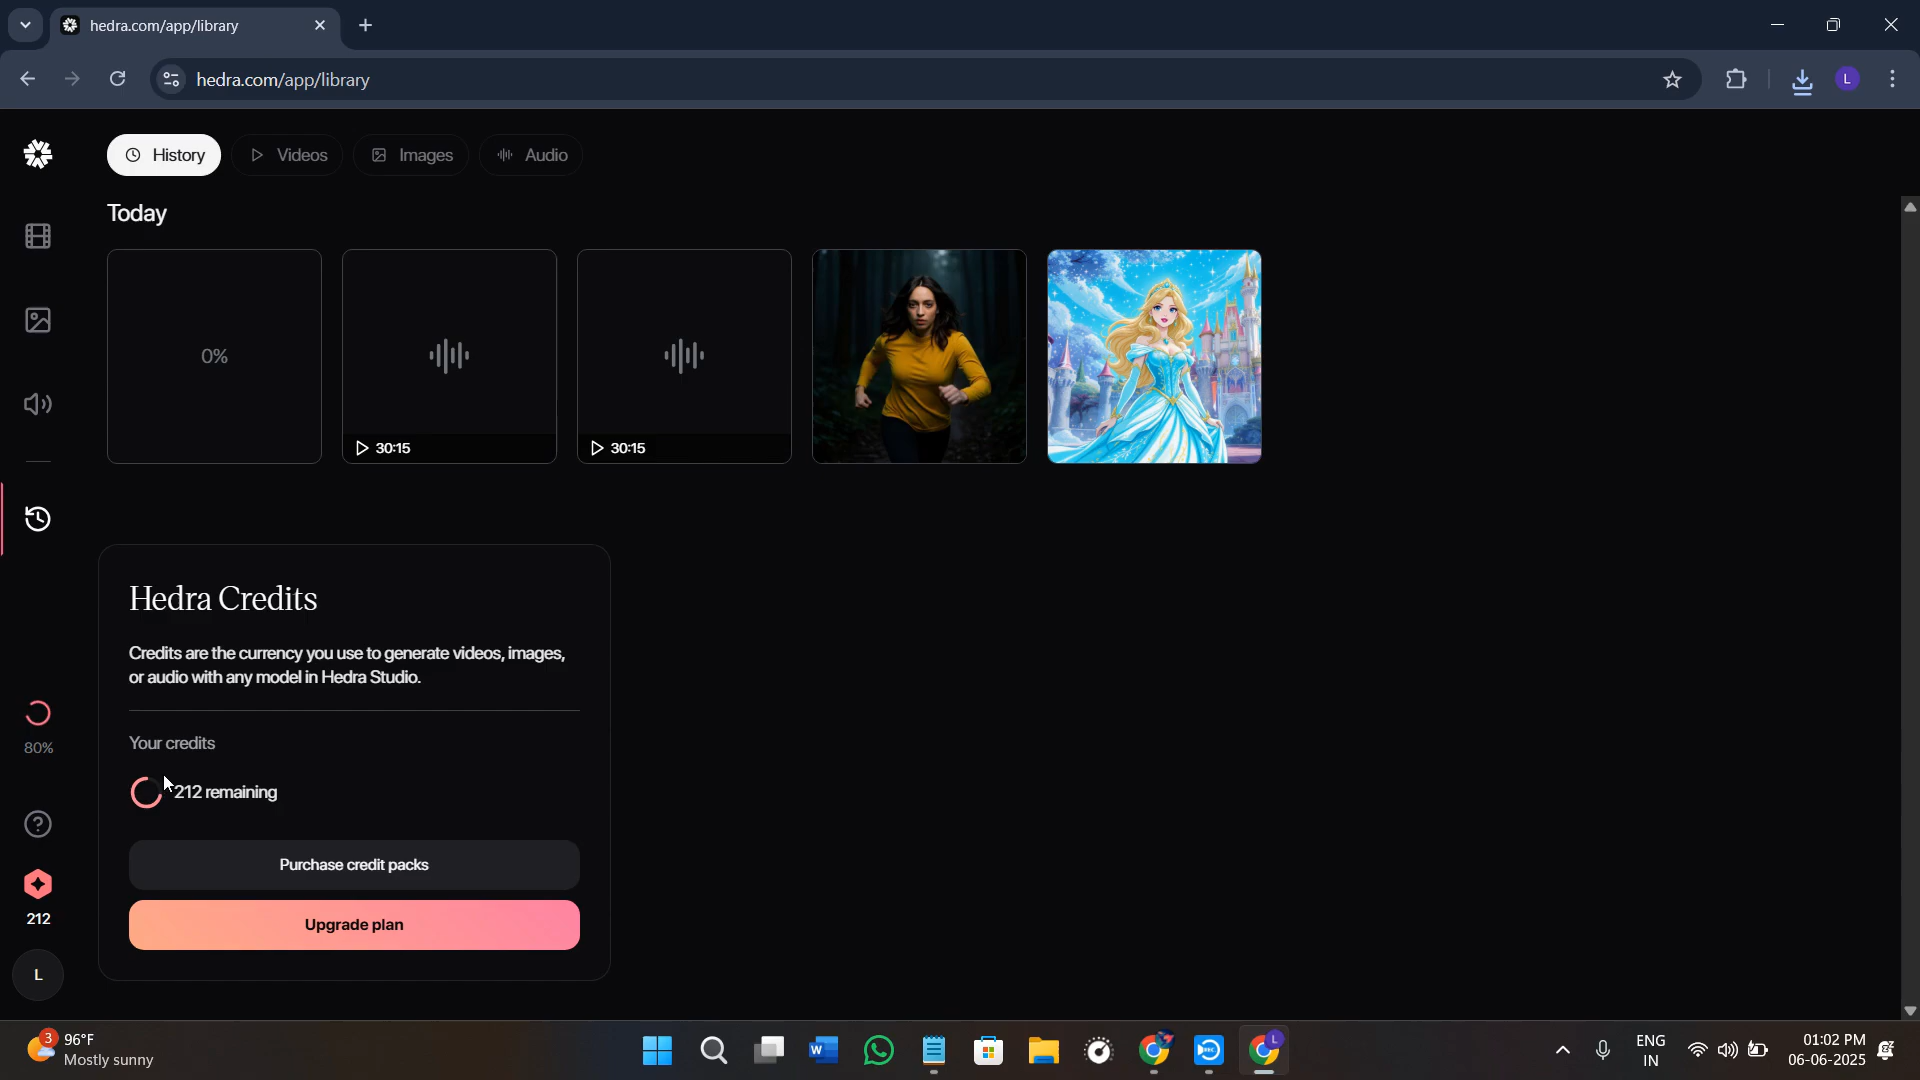 hedra.com/app/library
hedra.com/app/library
L
History
Videos
Images
Audio
Today
0%
30:15
30:15
Hedra Credits
Credits are the currency you use to generate videos, images,
or audio with any model in Hedra Studio.
Your credits
212 remaining
Purchase credit packs
Upgrade plan
80%
212
L
3
96°F
Mostly sunny
W
L
ENG
IN
01:02 PM
06-06-2025